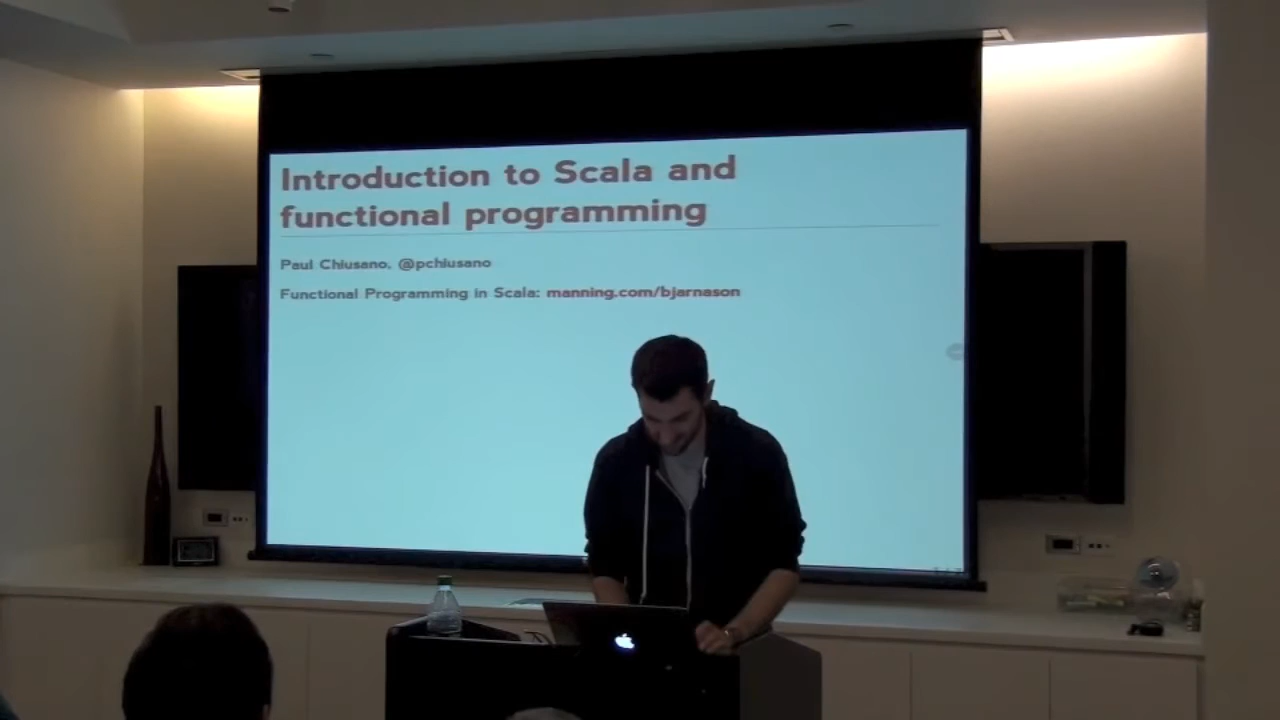 Introduction to Scala and
functional programming
Paul Chiusano, @pchiusano
Functional Programming in Scala: manning.com/bjarnason